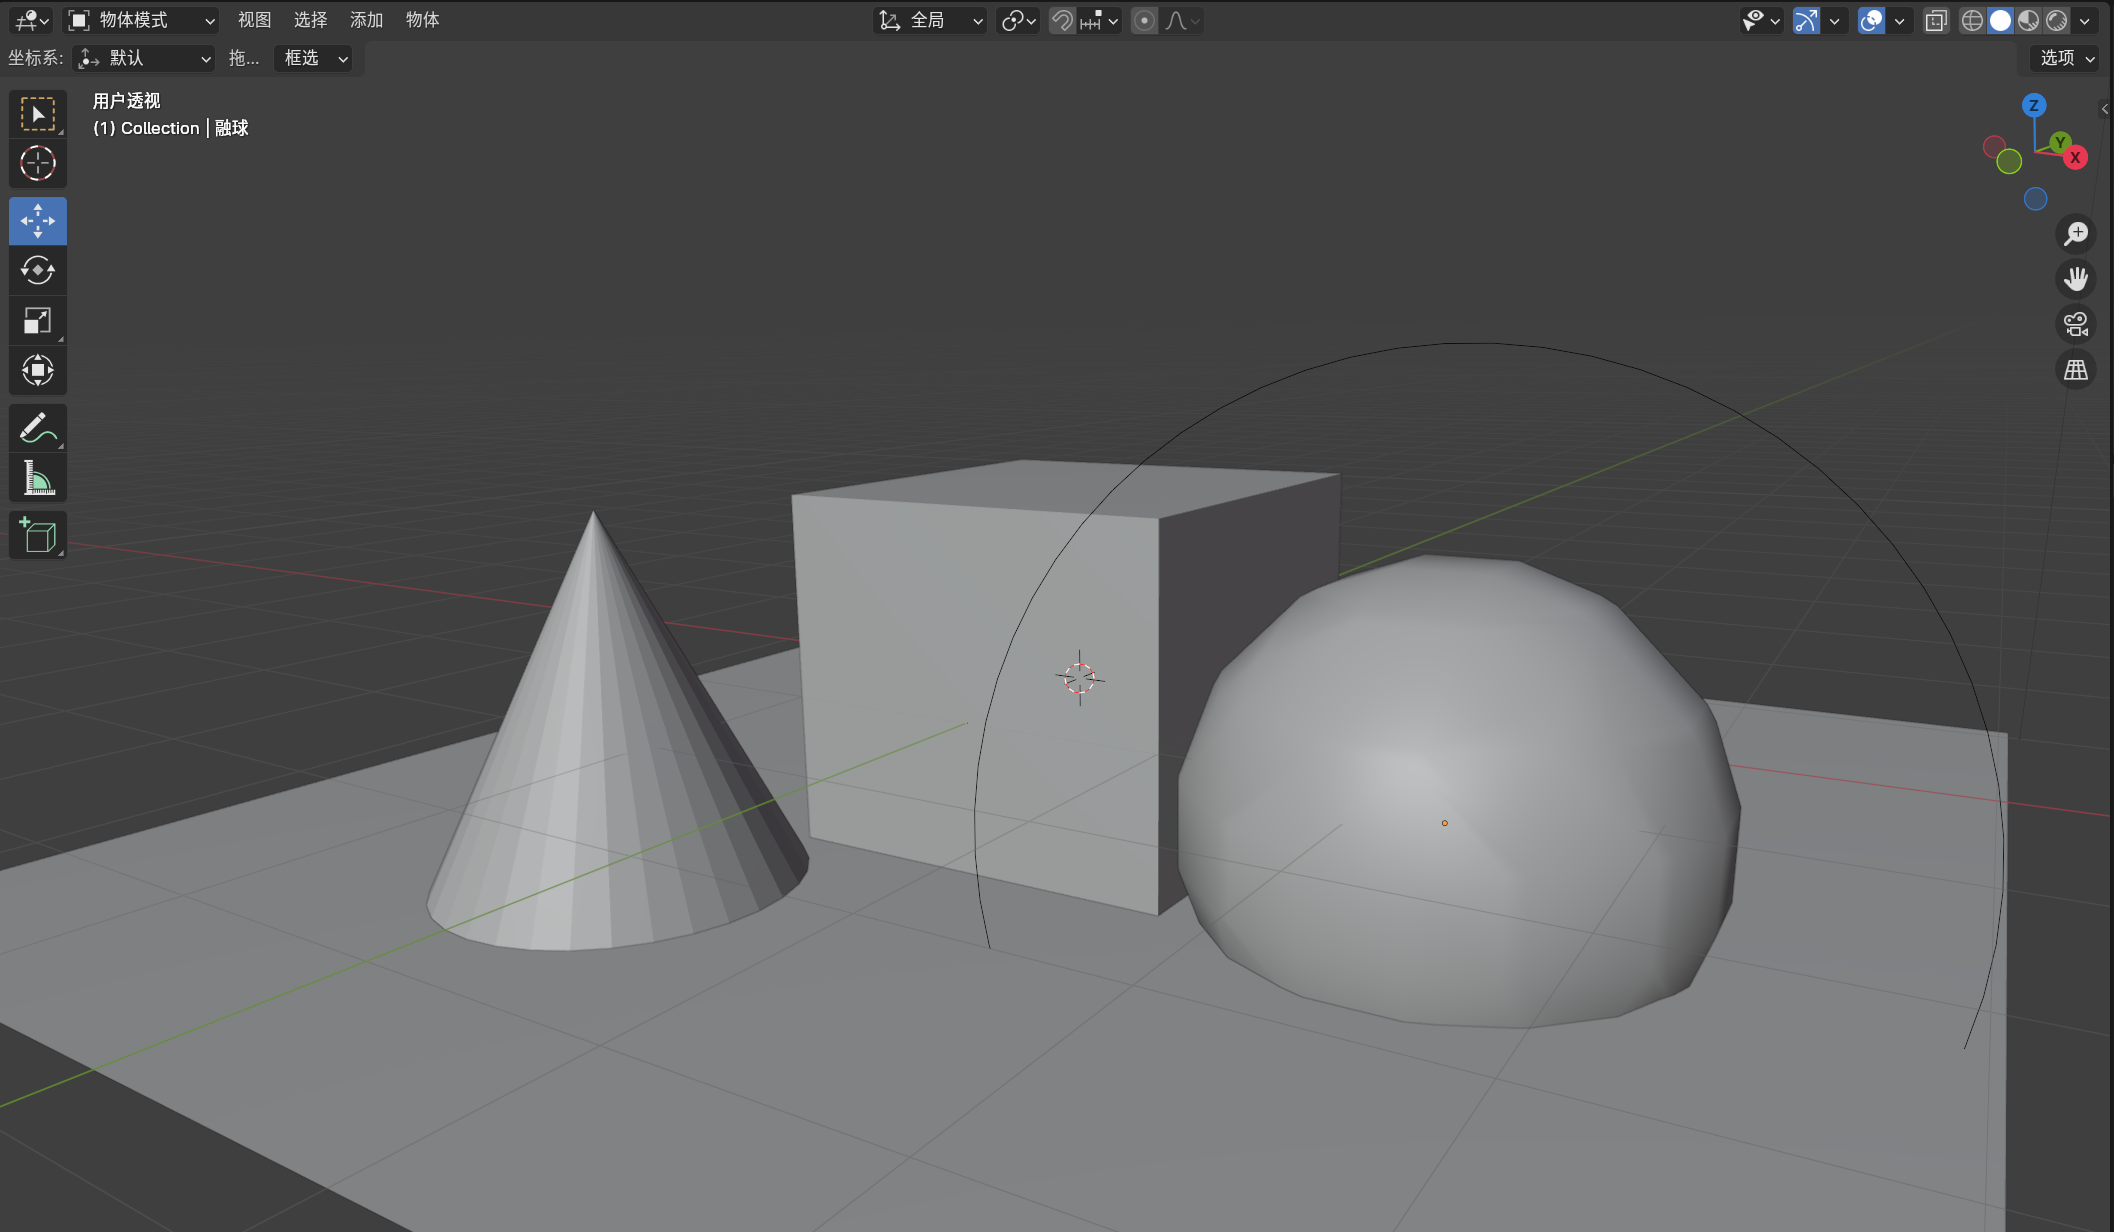 物体模式 视图 选择 添加 物体 全局
坐标系: 默认 拖... 框选 选项
用户透视
(1) Collection | 融球
Z
Y
X